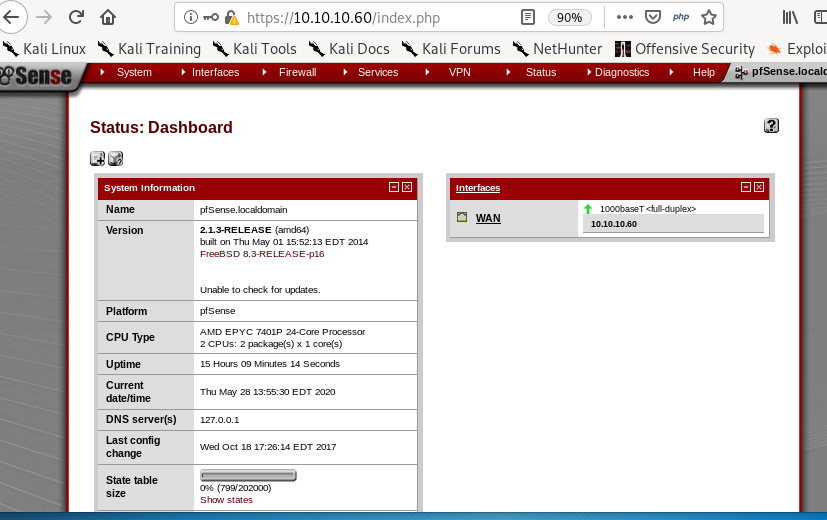 https://10.10.10.60/index.php
90%
php
Kali Linux
Kali Training
Kali Tools
Kali Docs
Kali Forums
NetHunter
Offensive Security
Sense
System
Interfaces
Firewall
Services
VPN
Status
Diagnostics
Help
Status: Dashboard
?
System Information
Name pfSense.localdomain
Version 2.1.3-RELEASE (amd64)
built on Thu May 01 15:52:13 EDT 2014
FreeBSD 8.3-RELEASE-p16
Unable to check for updates.
Platform pfSense
CPU Type AMD EPYC 7401P 24-Core Processor
2 CPUs: 2 package(s) x 1 core(s)
Uptime 15 Hours 09 Minutes 14 Seconds
Current
date/time Thu May 28 13:55:30 EDT 2020
DNS server(s) 127.0.0.1
Last config
change Wed Oct 18 17:26:14 EDT 2017
State table
size
0% (799/202000)
Show states
Interfaces
WAN
1000baseT <full-duplex>
10.10.10.60